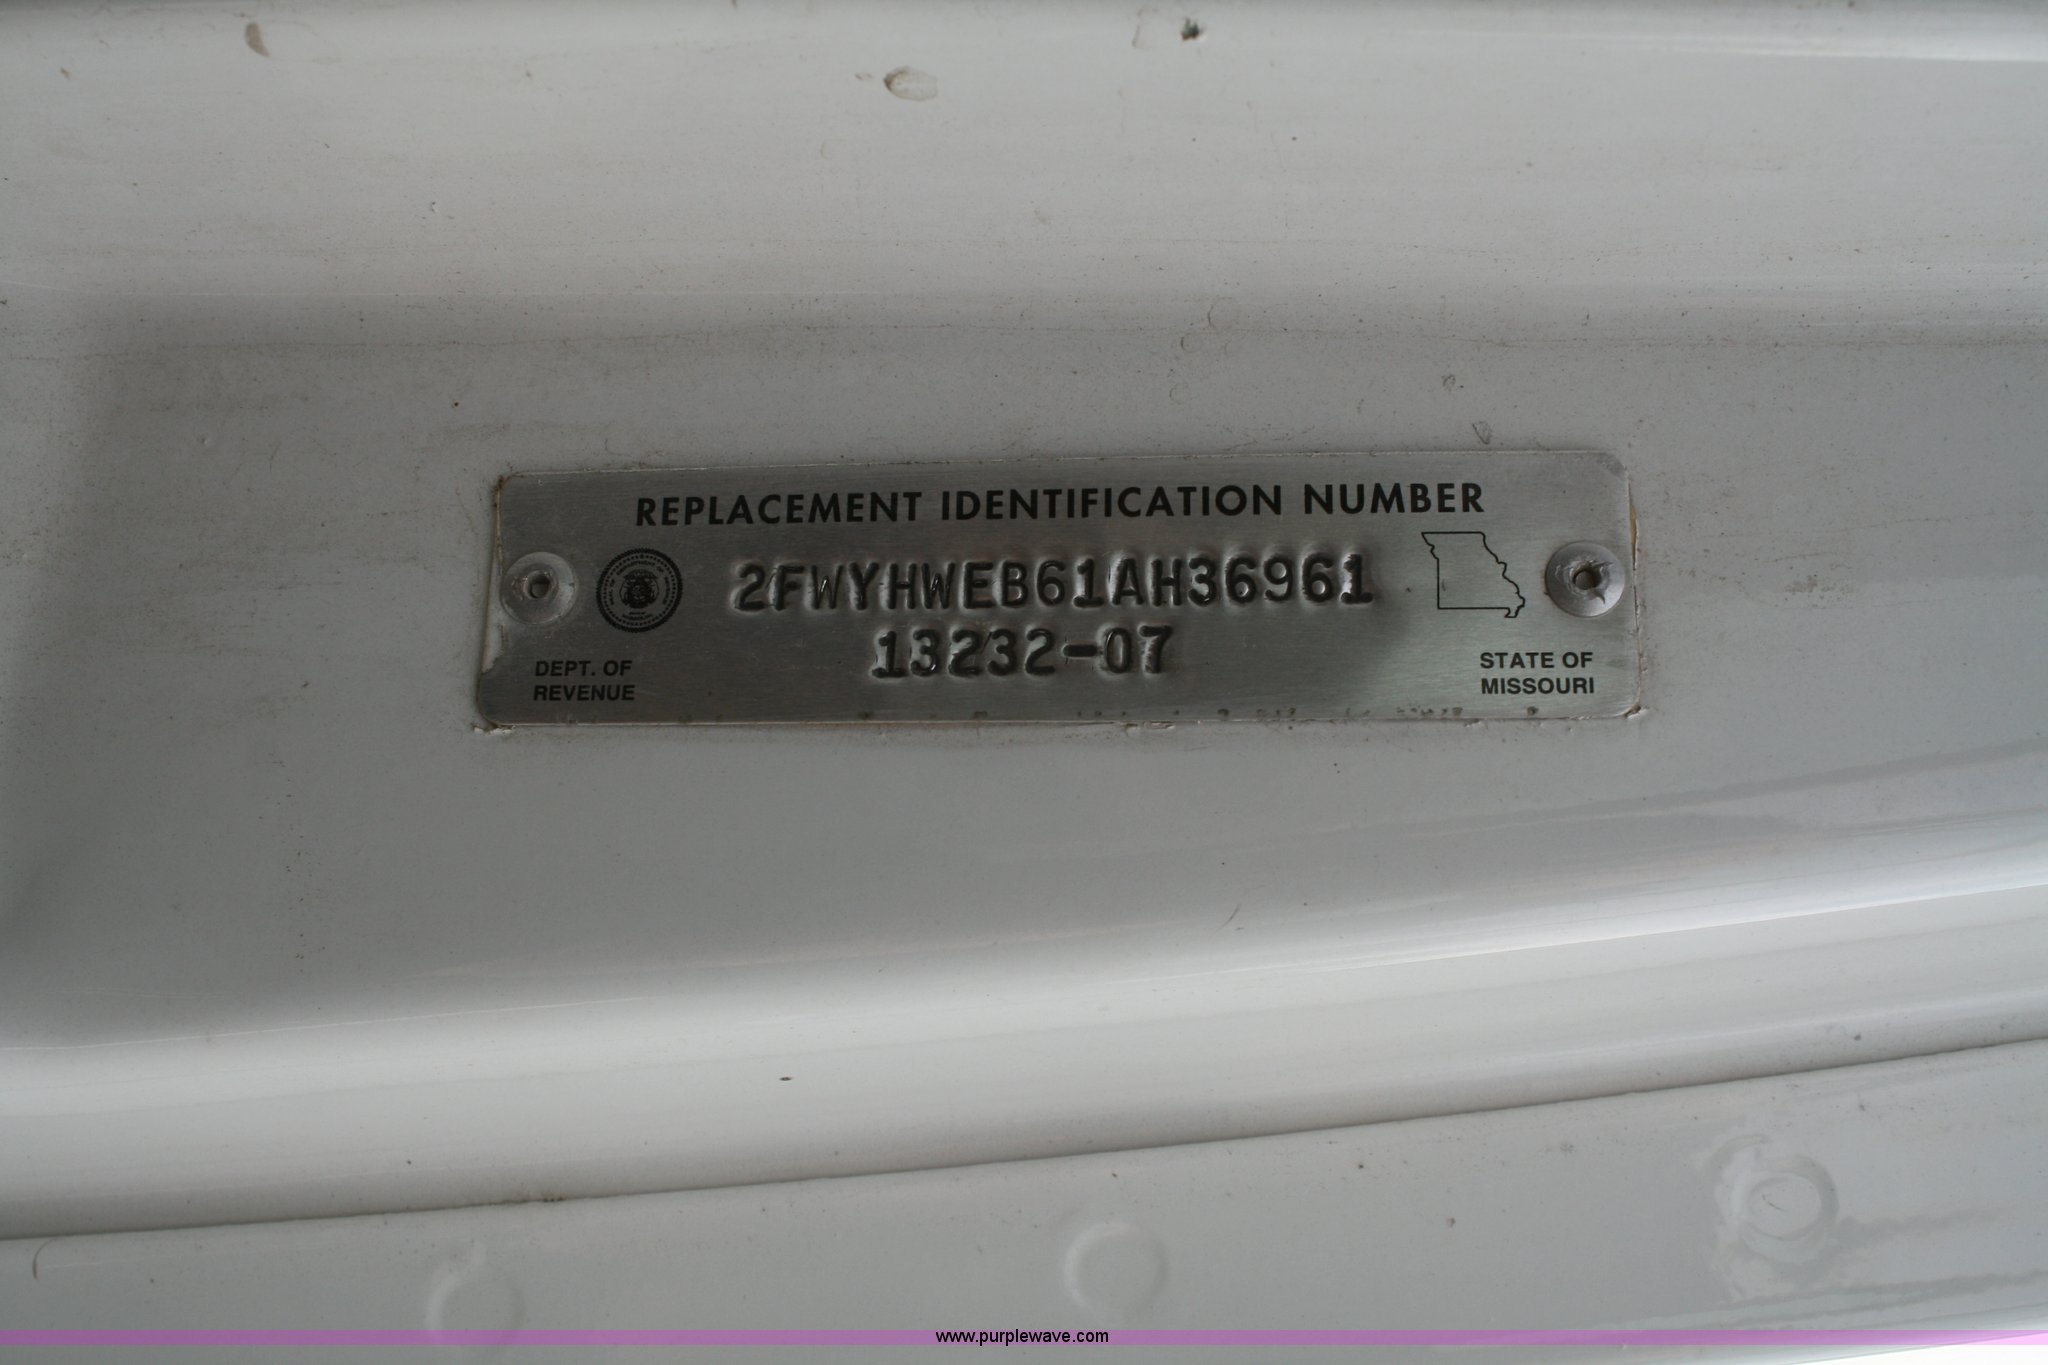 REPLACEMENT IDENTIFICATION NUMBER
2FWYHWEB61AH36961
13232-07
DEPT. OF
REVENUE
STATE OF
MISSOURI
www.purplewave.com